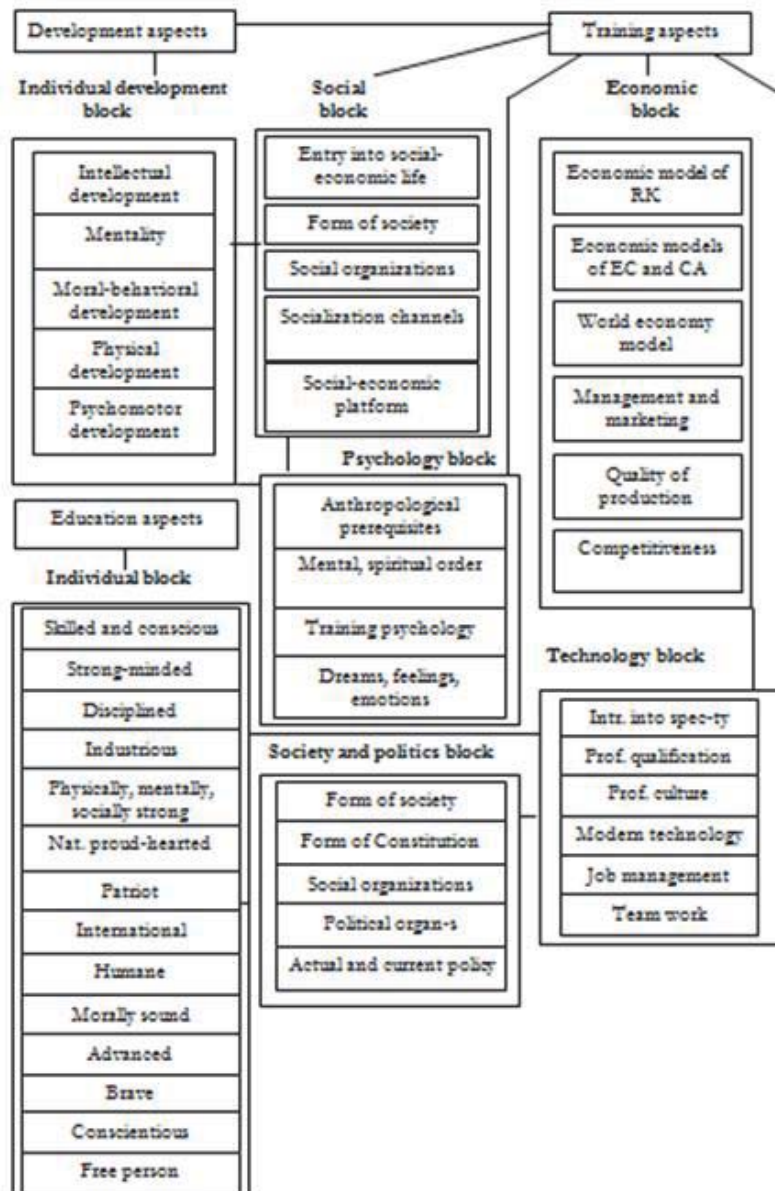 Development aspects
Training aspects
Individual development
block
Social
block
Economic
block
Intellectual
development
Mentality
Moral-behavioral
development
Physical
development
Psychomotor
development
Entry into social-
economic life
Form of society
Social organizations
Socialization channels
Social-economic
platform
Economic model of
RK
Economic models
of EC and CA
World economy
model
Management and
marketing
Quality of
production
Competitiveness
Psychology block
Anthropological
prerequisites
Mental, spiritual order
Training psychology
Dreams, feelings,
emotions
Education aspects
Individual block
Skilled and conscious
Strong-minded
Disciplined
Industrious
Physically, mentally,
socially strong
Nat. proud-hearted
Patriot
International
Humane
Morally sound
Advanced
Brave
Conscientious
Free person
Society and politics block
Form of society
Form of Constitution
Social organizations
Political organ-s
Actual and current policy
Technology block
Intr. into spec-ty
Prof. qualification
Prof. culture
Modern technology
Job management
Team work